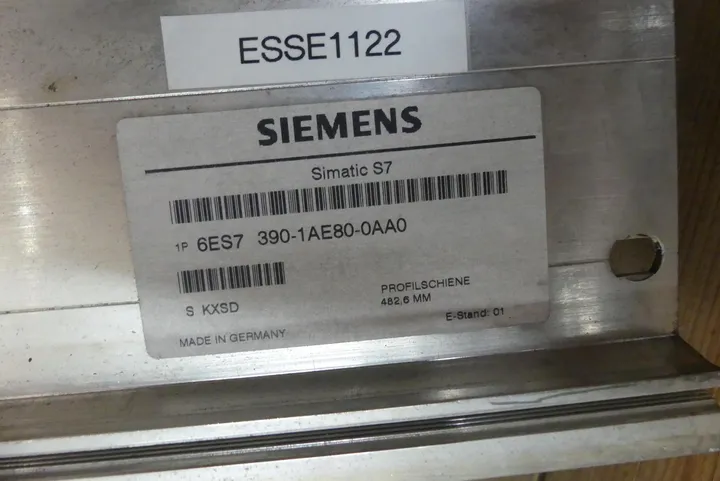 ESSE1122
SIEMENS
Simatic S7
1P 6ES7 390-1AE80-0AA0
S KXSD
PROFILSCHIENE
482,6 MM
MADE IN GERMANY
E-Stand: 01